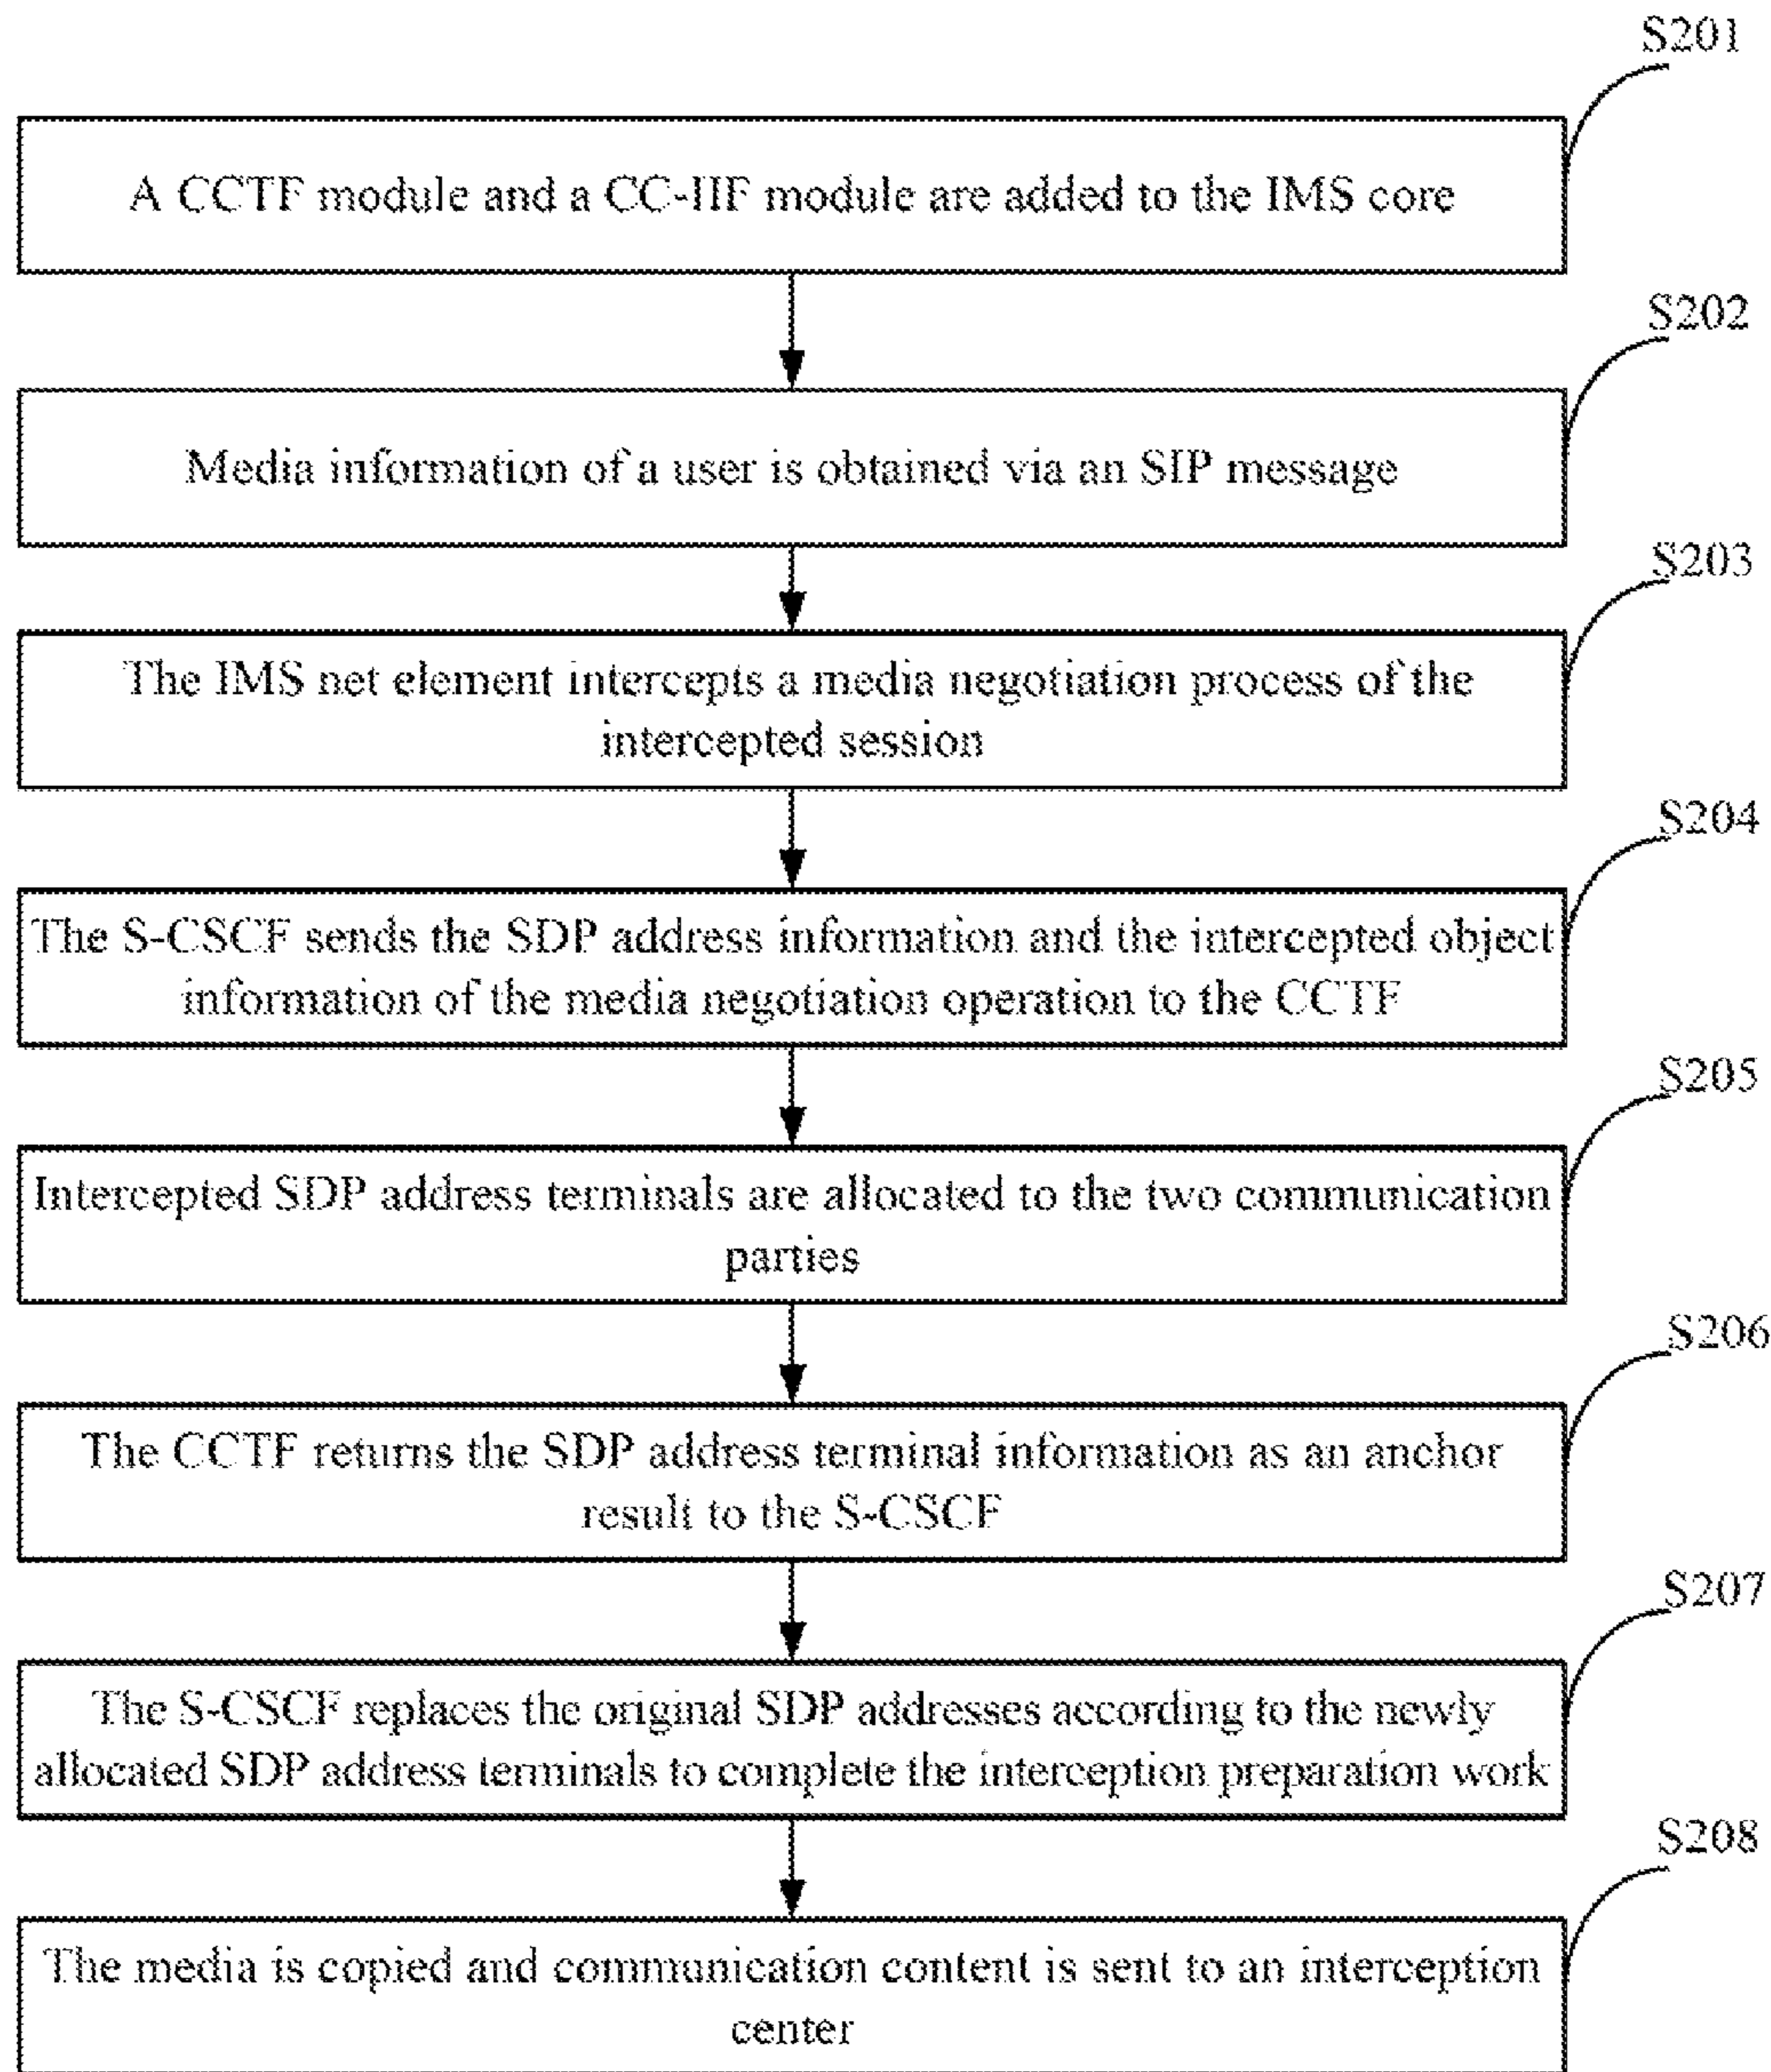 S201
A CCTF module and a CC-IIF module are added to the IMS core
S202
Media information of a user is obtained via an SIP message
S203
The IMS net element intercepts a media negotiation process of the
intercepted session
S204
The S-CSCF sends the SDP address information and the intercepted object
information of the media negotiation operation to the CCTF
S205
Intercepted SDP address terminals are allocated to the two communication
parties
S206
The CCTF returns the SDP address terminal information as an anchor
result to the S-CSCF
S207
The S-CSCF replaces the original SDP addresses according to the newly
allocated SDP address terminals to complete the interception preparation work
S208
The media is copied and communication content is sent to an interception
center